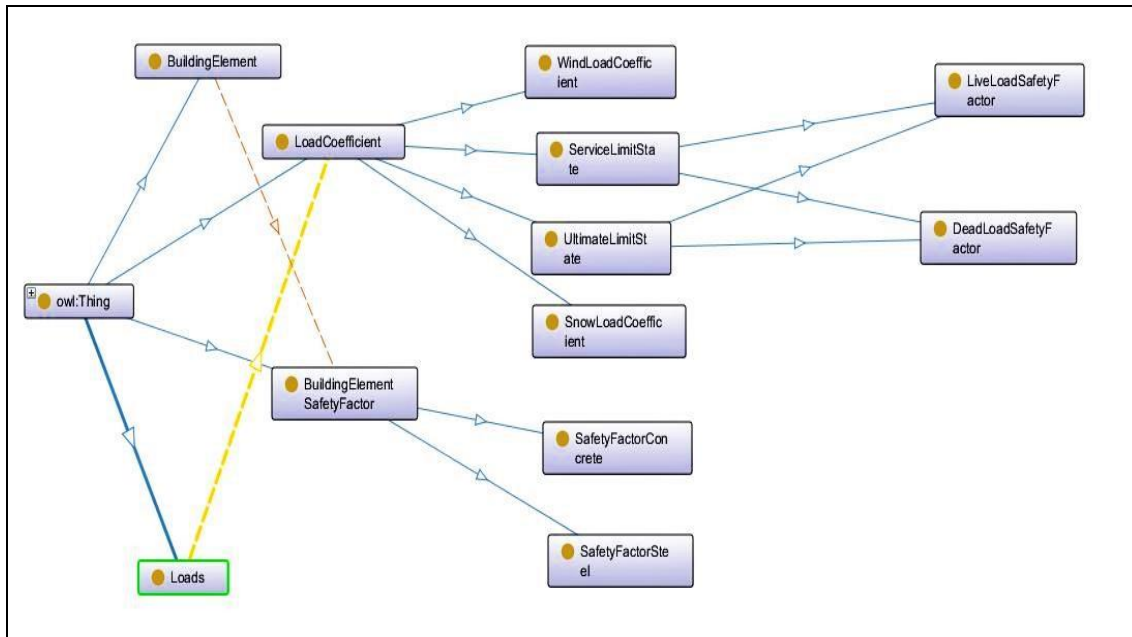 BuildingElement
WindLoadCoeffic
ient
LiveLoadSafetyF
actor
LoadCoefficient
ServiceLimitSta
te
UltimateLimitSt
ate
DeadLoadSafetyF
actor
owl:Thing
SnowLoadCoeffic
ient
BuildingElement
SafetyFactor
SafetyFactorCon
crete
SafetyFactorSte
el
Loads